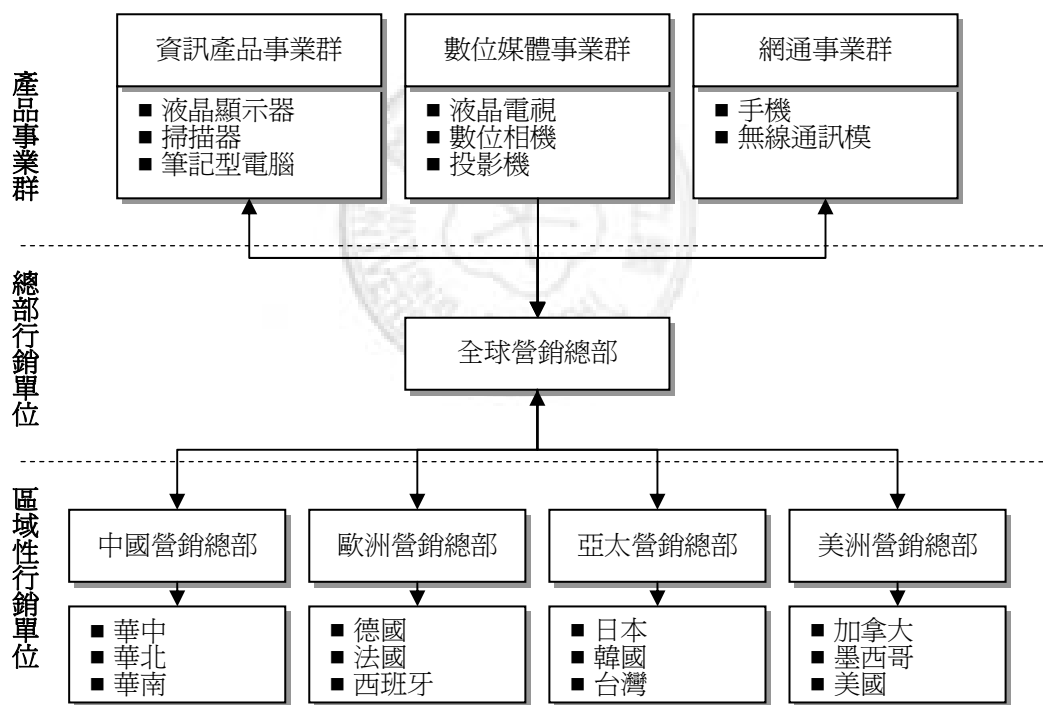 產品事業群
資訊產品事業群
■ 液晶顯示器
■ 掃描器
■ 筆記型電腦
數位媒體事業群
■ 液晶電視
■ 數位相機
■ 投影機
網通事業群
■ 手機
■ 無線通訊模
總部行銷單位
全球營銷總部
區域性行銷單位
中國營銷總部
■ 華中
■ 華北
■ 華南
歐洲營銷總部
■ 德國
■ 法國
■ 西班牙
亞太營銷總部
■ 日本
■ 韓國
■ 台灣
美洲營銷總部
■ 加拿大
■ 墨西哥
■ 美國